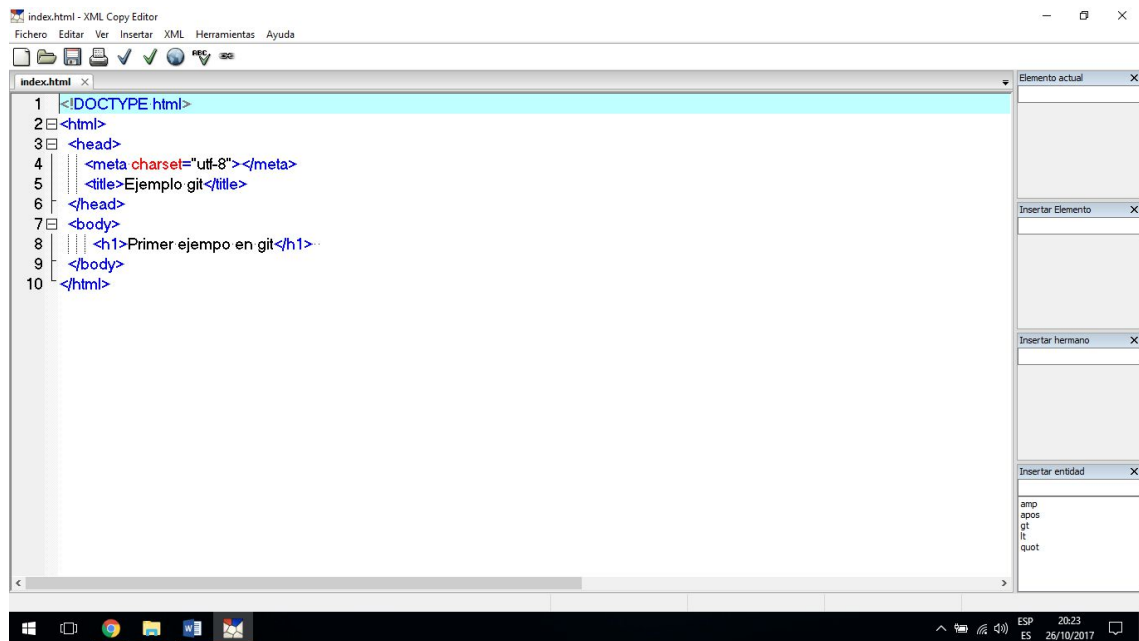 index.html - XML Copy Editor
Fichero Editar Ver Insertar XML Herramientas Ayuda
ABC
index.html
1 <!DOCTYPE html>
2 <html>
3 <head>
4 <meta charset="utf-8"></meta>
5 <title>Ejemplo git</title>
6 </head>
7 <body>
8 <h1>Primer ejempo en git</h1>
9 </body>
10 </html>
Elemento actual
Insertar Elemento
Insertar hermano
Insertar entidad
amp
apos
gt
lt
quot
ESP 20:23
ES 26/10/2017